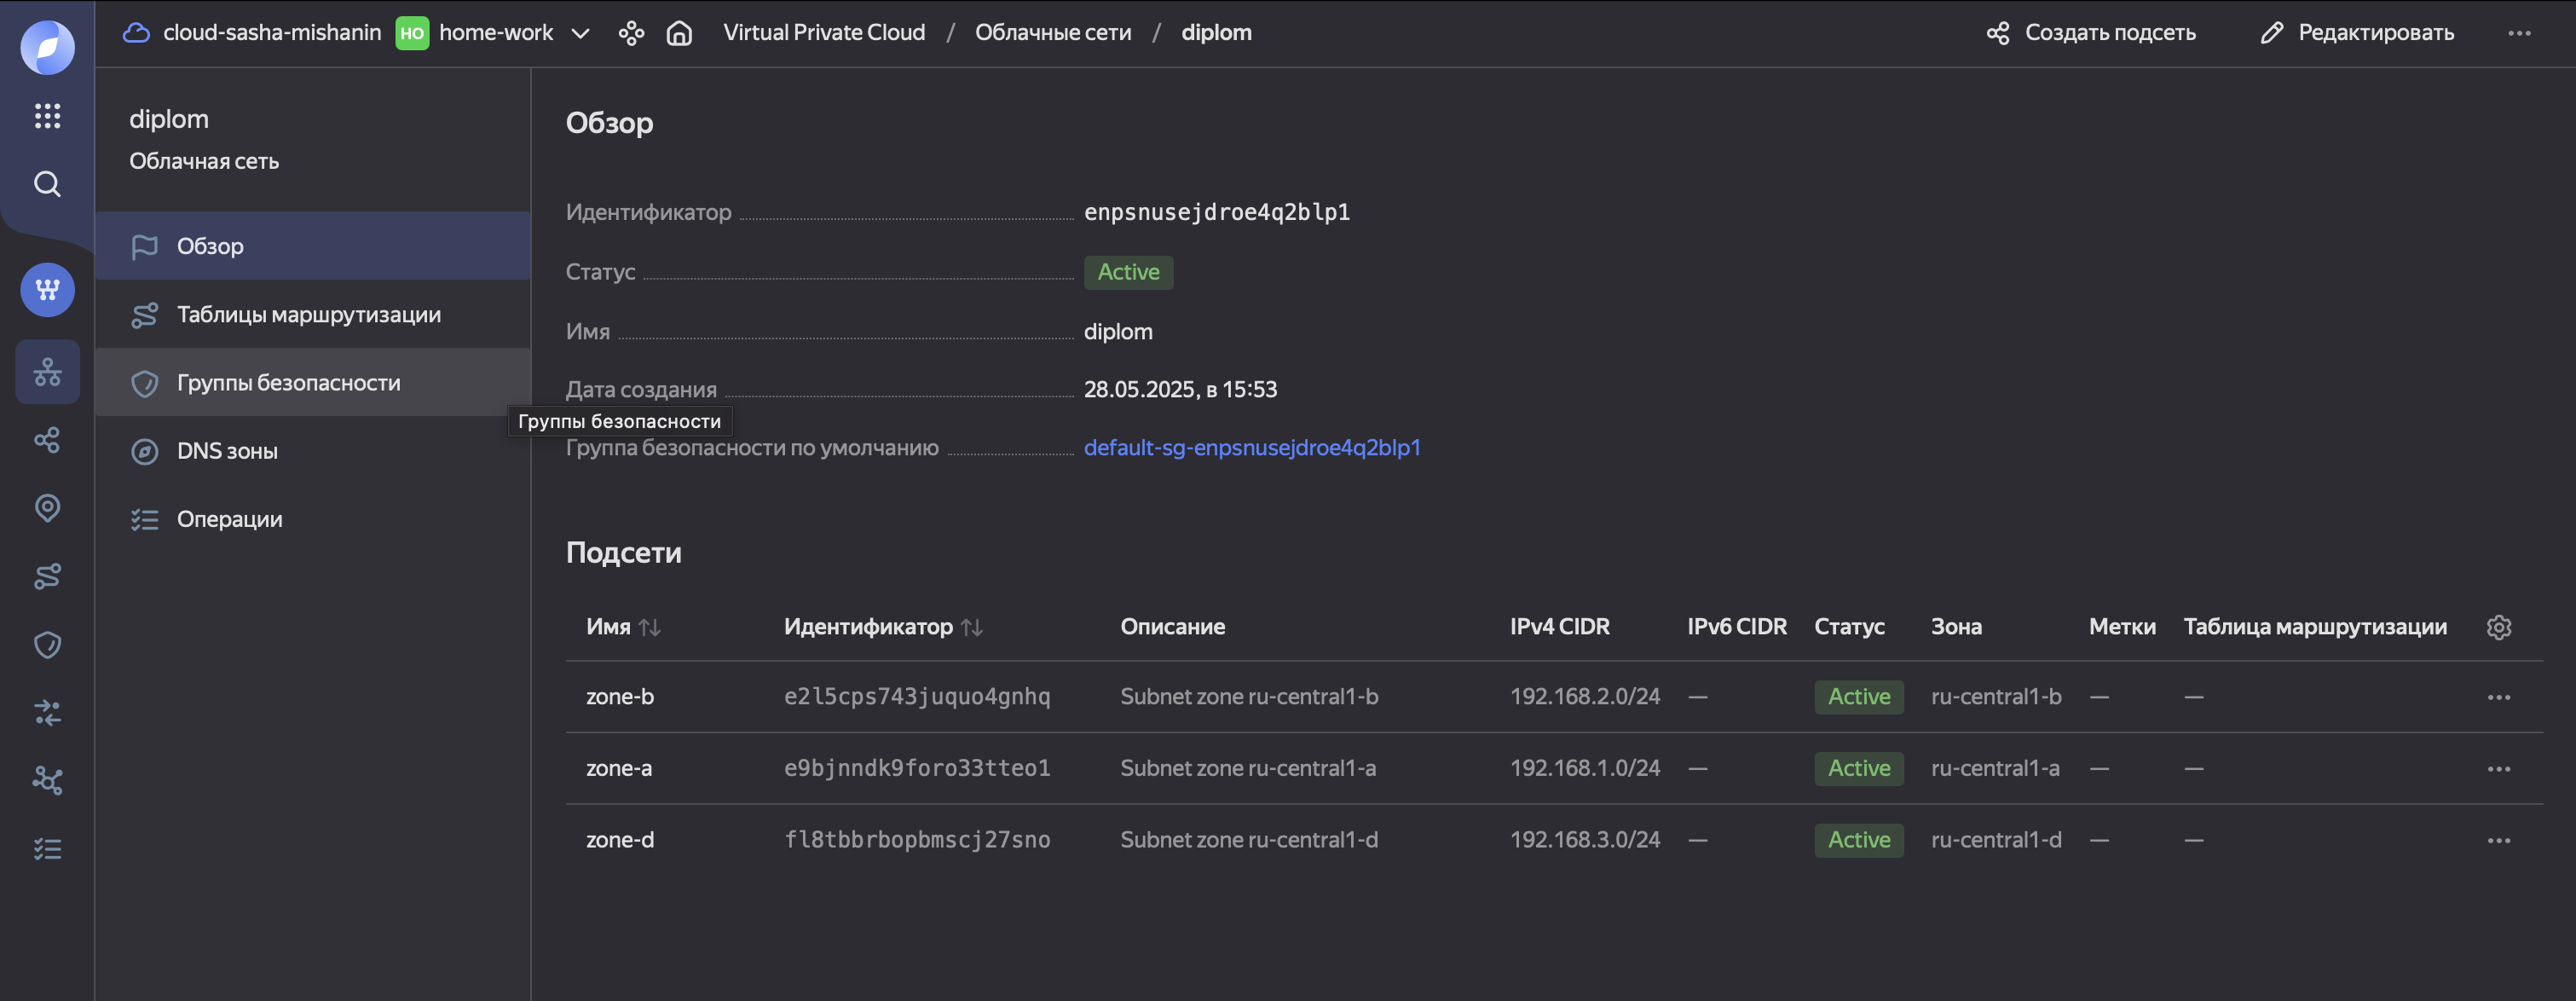 cloud-sasha-mishanin HO home-work Virtual Private Cloud / Облачные сети / diplom Создать подсеть Редактировать
diplom
Облачная сеть
Обзор
Таблицы маршрутизации
Группы безопасности
DNS зоны
Операции
Обзор
Идентификатор enpsnusejdroe4q2blp1
Статус Active
Имя diplom
Дата создания 28.05.2025, в 15:53
Группы безопасности
Группа безопасности по умолчанию default-sg-enpsnusejdroe4q2blp1
Подсети
Имя Идентификатор Описание IPv4 CIDR IPv6 CIDR Статус Зона Метки Таблица маршрутизации
zone-b e2l5cps743juquo4gnhq Subnet zone ru-central1-b 192.168.2.0/24 — Active ru-central1-b — —
zone-a e9bjnndk9foro33tteo1 Subnet zone ru-central1-a 192.168.1.0/24 — Active ru-central1-a — —
zone-d fl8tbbrbopbmscj27sno Subnet zone ru-central1-d 192.168.3.0/24 — Active ru-central1-d — —